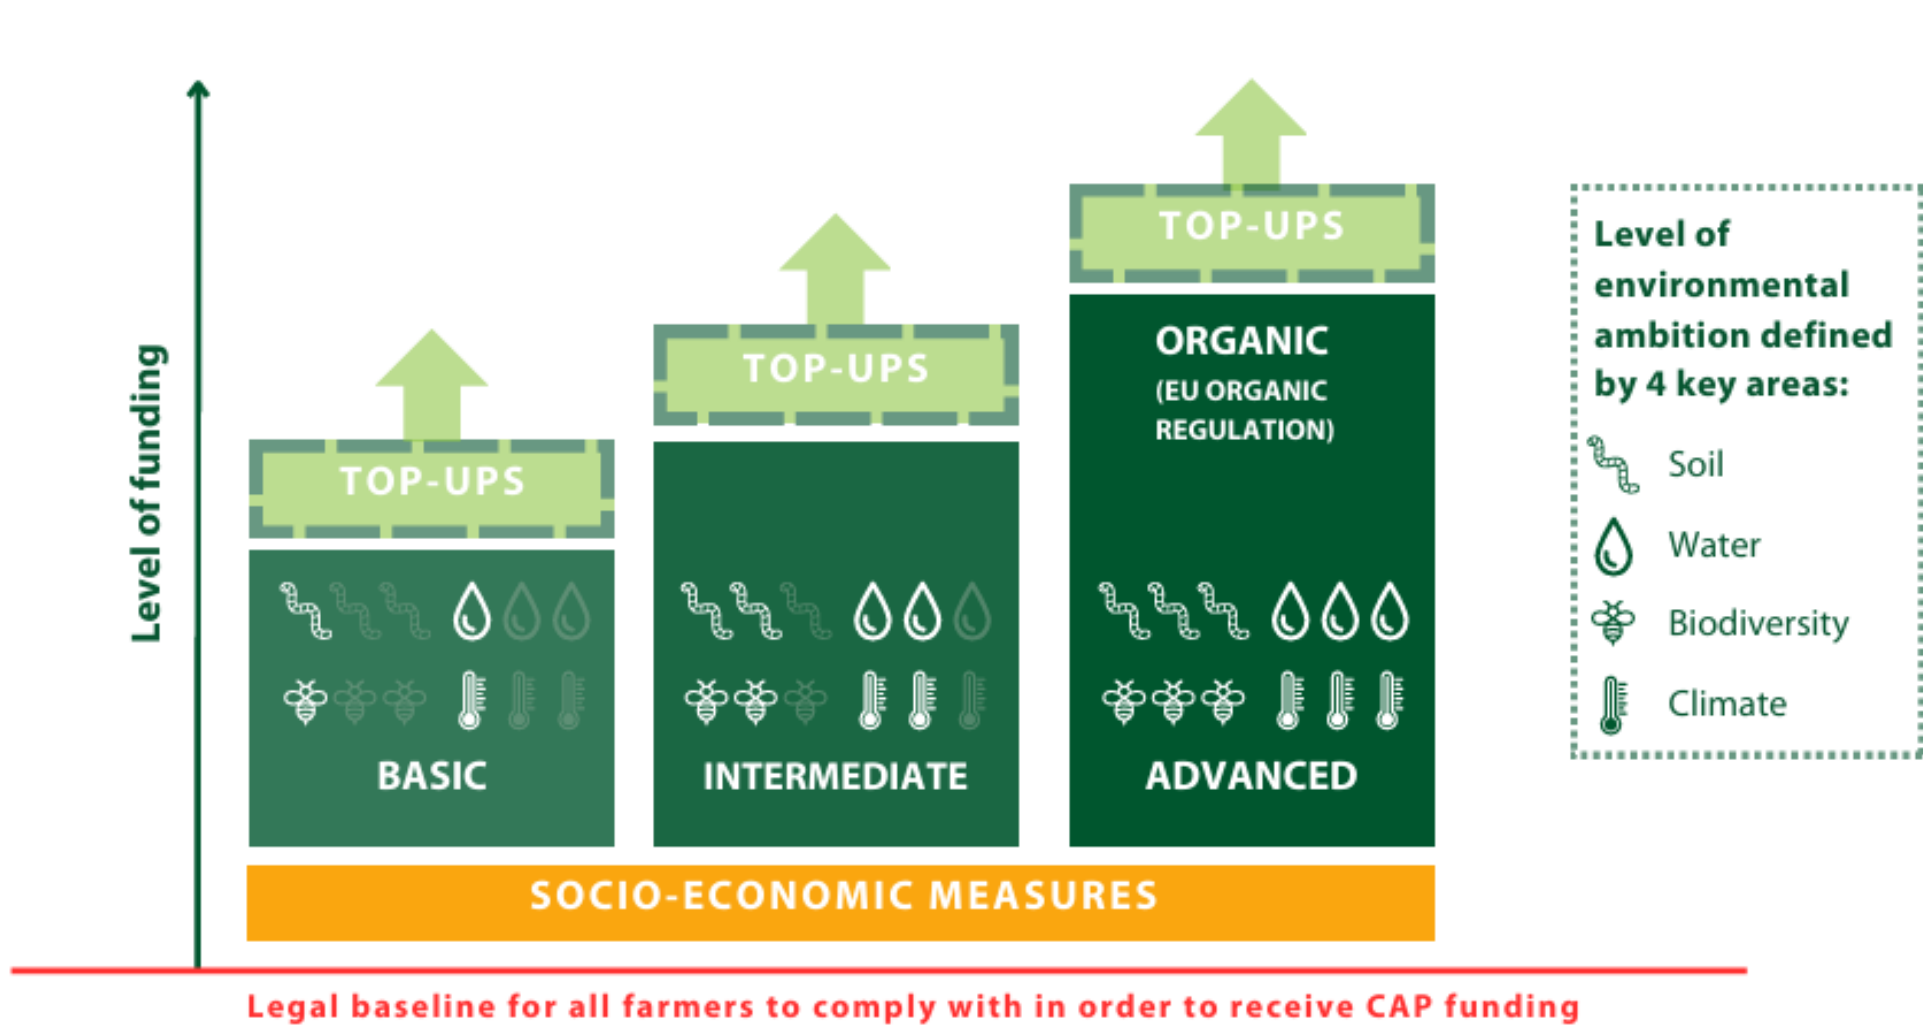 Level of funding
TOP-UPS
TOP-UPS
TOP-UPS
ORGANIC
(EU ORGANIC
REGULATION)
BASIC
INTERMEDIATE
ADVANCED
SOCIO-ECONOMIC MEASURES
Legal baseline for all farmers to comply with in order to receive CAP funding
Level of
environmental
ambition defined
by 4 key areas:
Soil
Water
Biodiversity
Climate